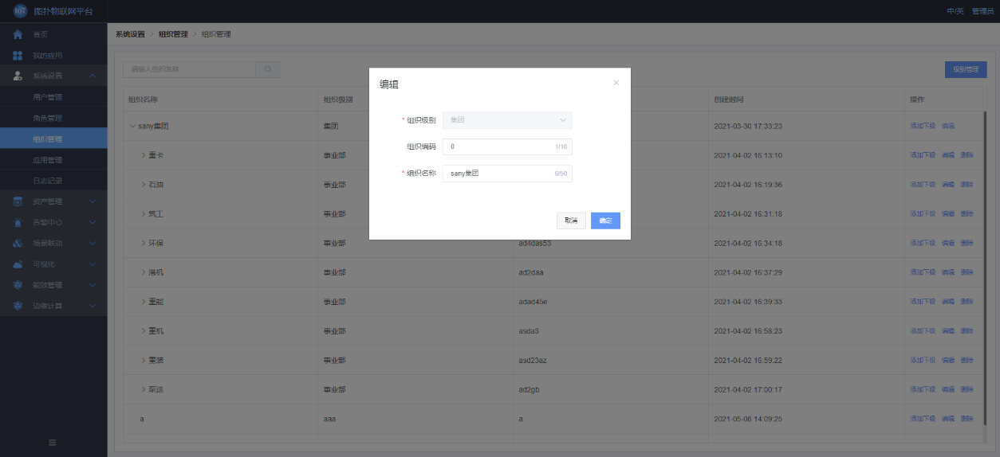 IOT 图扑物联网平台
中/英 管理员
首页
我的应用
系统设置
用户管理
角色管理
组织管理
应用管理
日志记录
资产管理
告警中心
场景联动
可视化
能效管理
边缘计算
系统设置 组织管理 组织管理
请输入组织名称
级别管理
组织名称 组织级别 创建时间 操作
sany集团 集团 2021-03-30 17:33:23 添加下级 编辑
重卡 事业部 2021-04-02 16:13:10 添加下级 编辑 删除
石油 事业部 2021-04-02 16:19:36 添加下级 编辑 删除
筑工 事业部 2021-04-02 16:31:18 添加下级 编辑 删除
环保 事业部 ad4das53 2021-04-02 16:34:18 添加下级 编辑 删除
港机 事业部 ad2daa 2021-04-02 16:37:29 添加下级 编辑 删除
重能 事业部 adad45e 2021-04-02 16:39:33 添加下级 编辑 删除
重机 事业部 asda3 2021-04-02 16:58:23 添加下级 编辑 删除
重装 事业部 asd23az 2021-04-02 16:59:22 添加下级 编辑 删除
泵送 事业部 ad2gb 2021-04-02 17:00:17 添加下级 编辑 删除
a aaa a 2021-05-08 14:09:25 添加下级 编辑 删除
编辑
* 组织级别 集团
组织编码 0 1/10
* 组织名称 sany集团 6/50
取消 确定